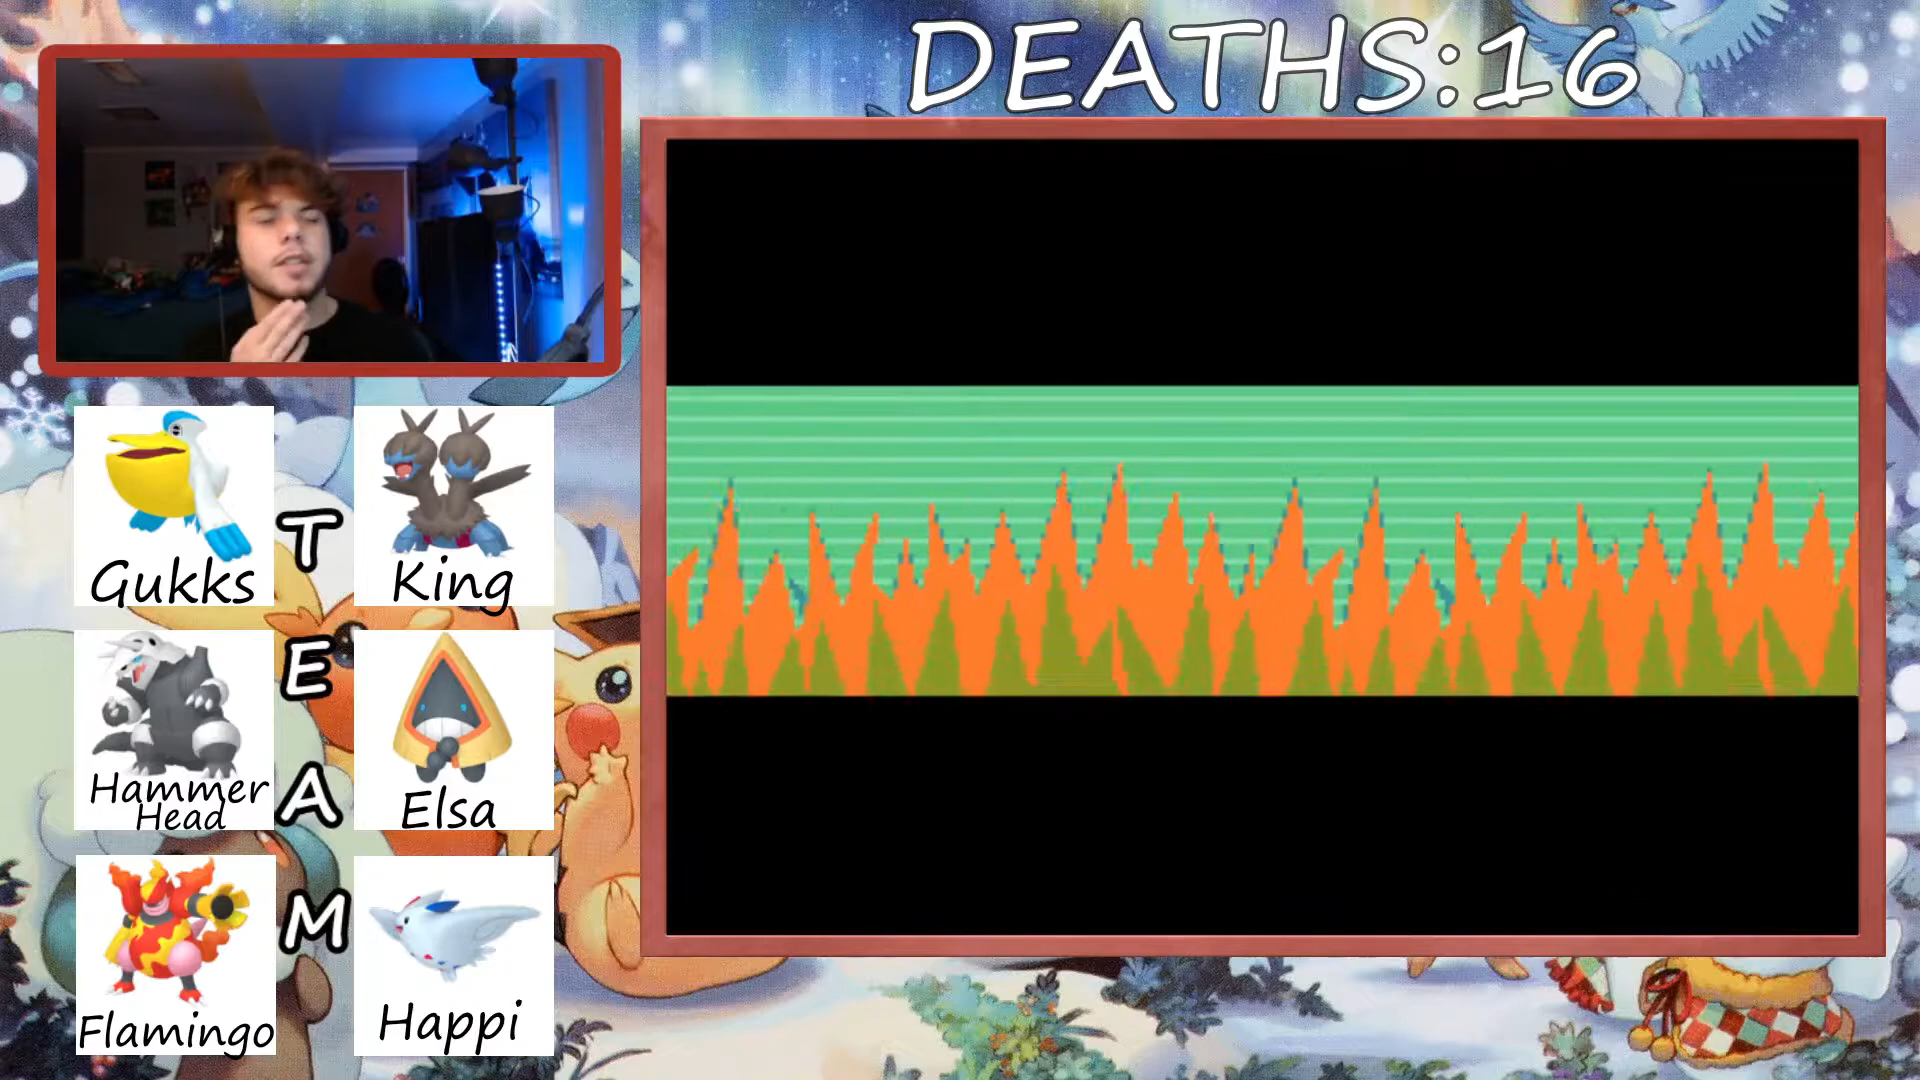 DEATHS:16
Gukks
King
T
E
A
M
Hammer
Head
Elsa
Flamingo
Happi